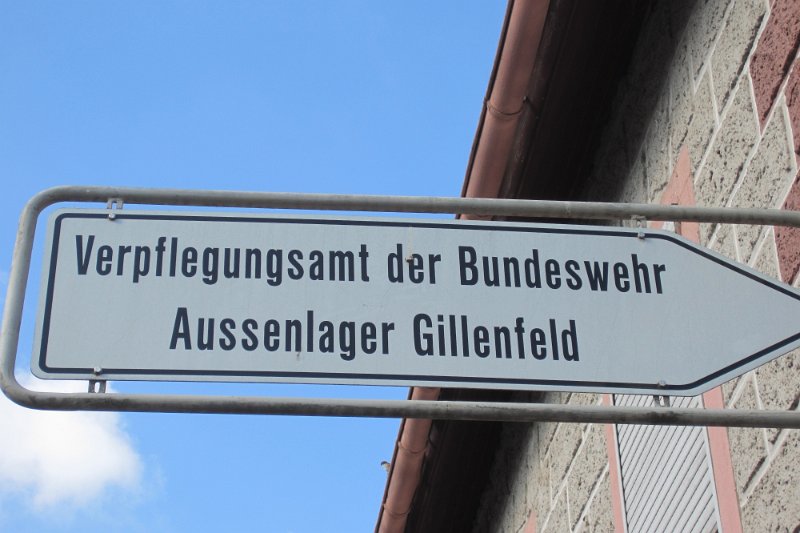 Verpflegungsamt der Bundeswehr
Aussenlager Gillenfeld